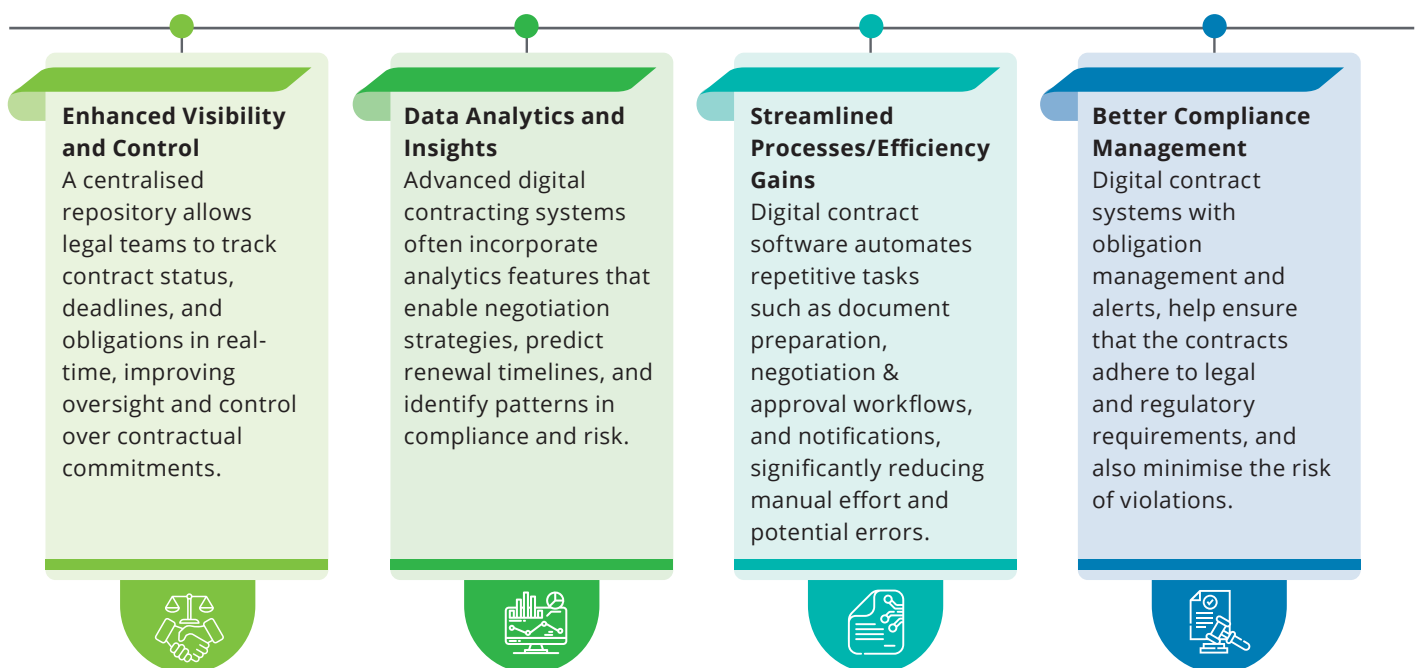 Enhanced Visibility
and Control
A centralised
repository allows
legal teams to track
contract status,
deadlines, and
obligations in real-
time, improving
oversight and control
over contractual
commitments.
Data Analytics and
Insights
Advanced digital
contracting systems
often incorporate
analytics features that
enable negotiation
strategies, predict
renewal timelines, and
identify patterns in
compliance and risk.
Streamlined
Processes/Efficiency
Gains
Digital contract
software automates
repetitive tasks
such as document
preparation,
negotiation &
approval workflows,
and notifications,
significantly reducing
manual effort and
potential errors.
Better Compliance
Management
Digital contract
systems with
obligation
management and
alerts, help ensure
that the contracts
adhere to legal
and regulatory
requirements, and
also minimise the risk
of violations.